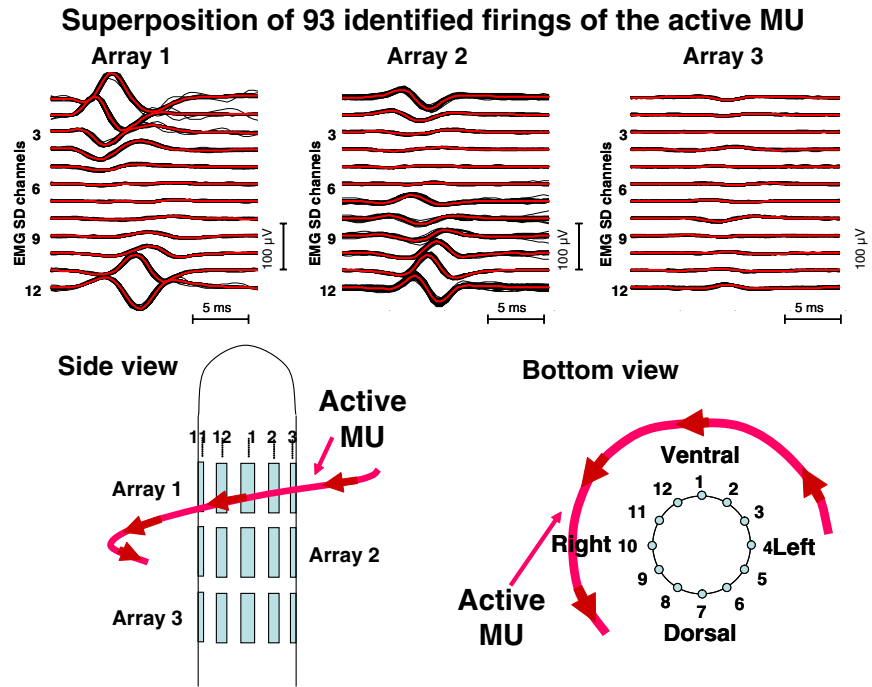 Superposition of 93 identified firings of the active MU
Array 1
Array 2
Array 3
EMG SD channels
3
6
9
12
100 µV
5 ms
EMG SD channels
3
6
9
12
100 µV
5 ms
EMG SD channels
3
6
9
12
100 µV
5 ms
Side view
Active
MU
11 12 1 2 3
Array 1
Array 2
Array 3
Bottom view
Ventral
1
12 2
11 3
Right 10 4 Left
9 5
8 6
7
Dorsal
Active
MU